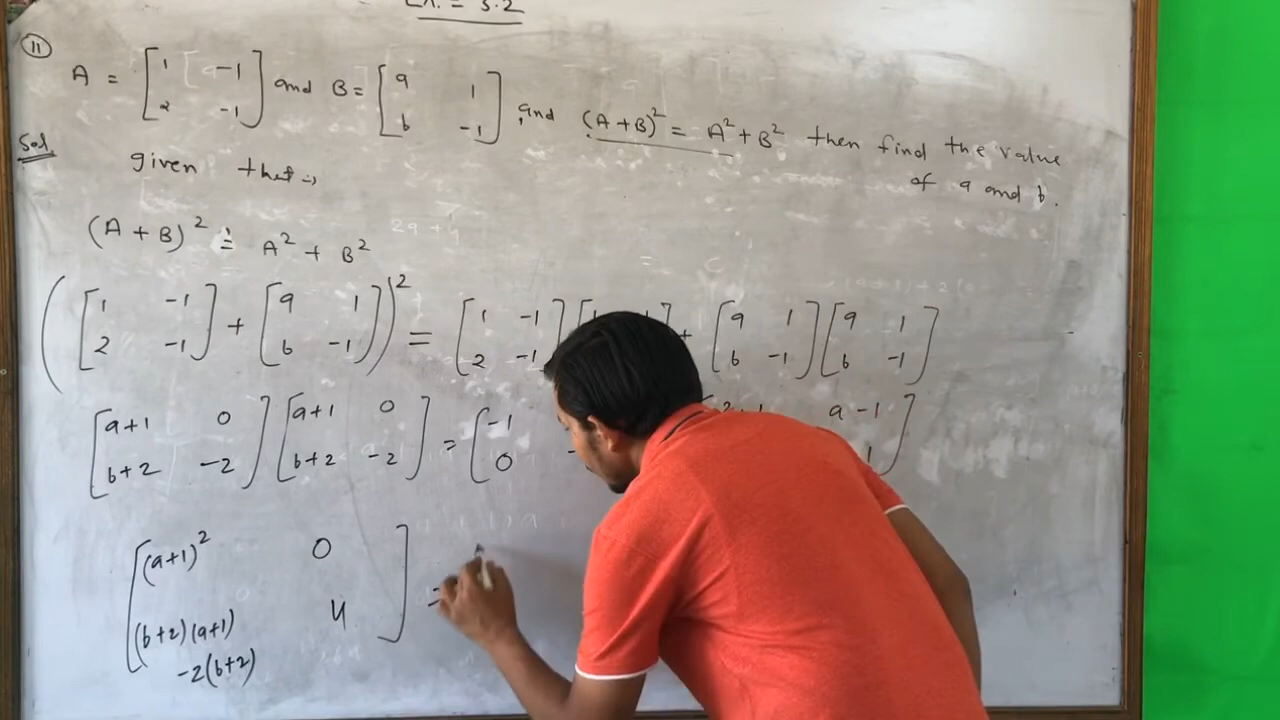 Ex. = 3.2
(11) A = [1 -1; 2 -1] and B = [a 1; b -1], and (A+B)² = A² + B² then find the value of a and b.
Sol. given that :→
(A + B)² = A² + B²
([1 -1; 2 -1] + [a 1; b -1])² = [1 -1; 2 -1] [ + [a 1; b -1] [a 1; b -1]
[a+1 0; b+2 -2] [a+1 0; b+2 -2] = [-1; 0 a-1]
[(a+1)² 0; (b+2)(a+1) -2(b+2) 4] =